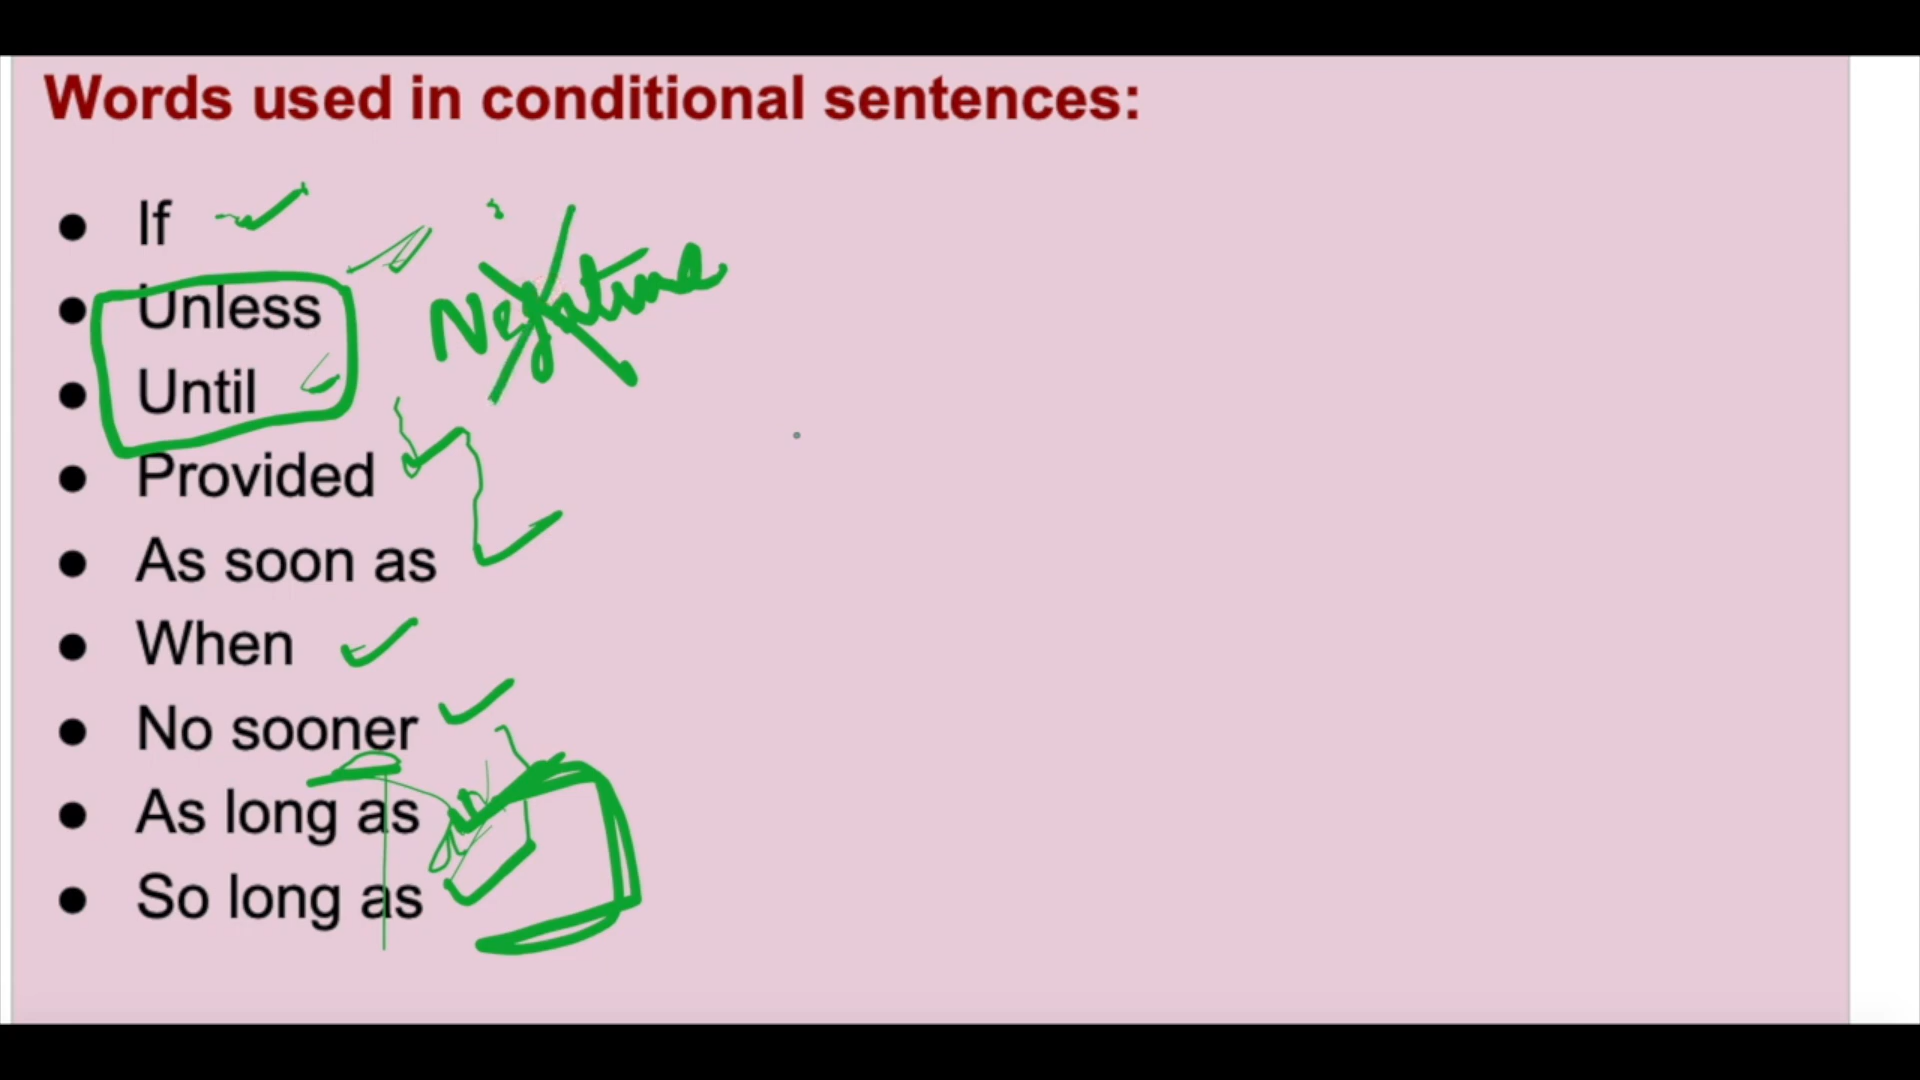 Words used in conditional sentences:
● If
● Unless
Negative
● Until
● Provided
● As soon as
● When
● No sooner
● As long as
● So long as